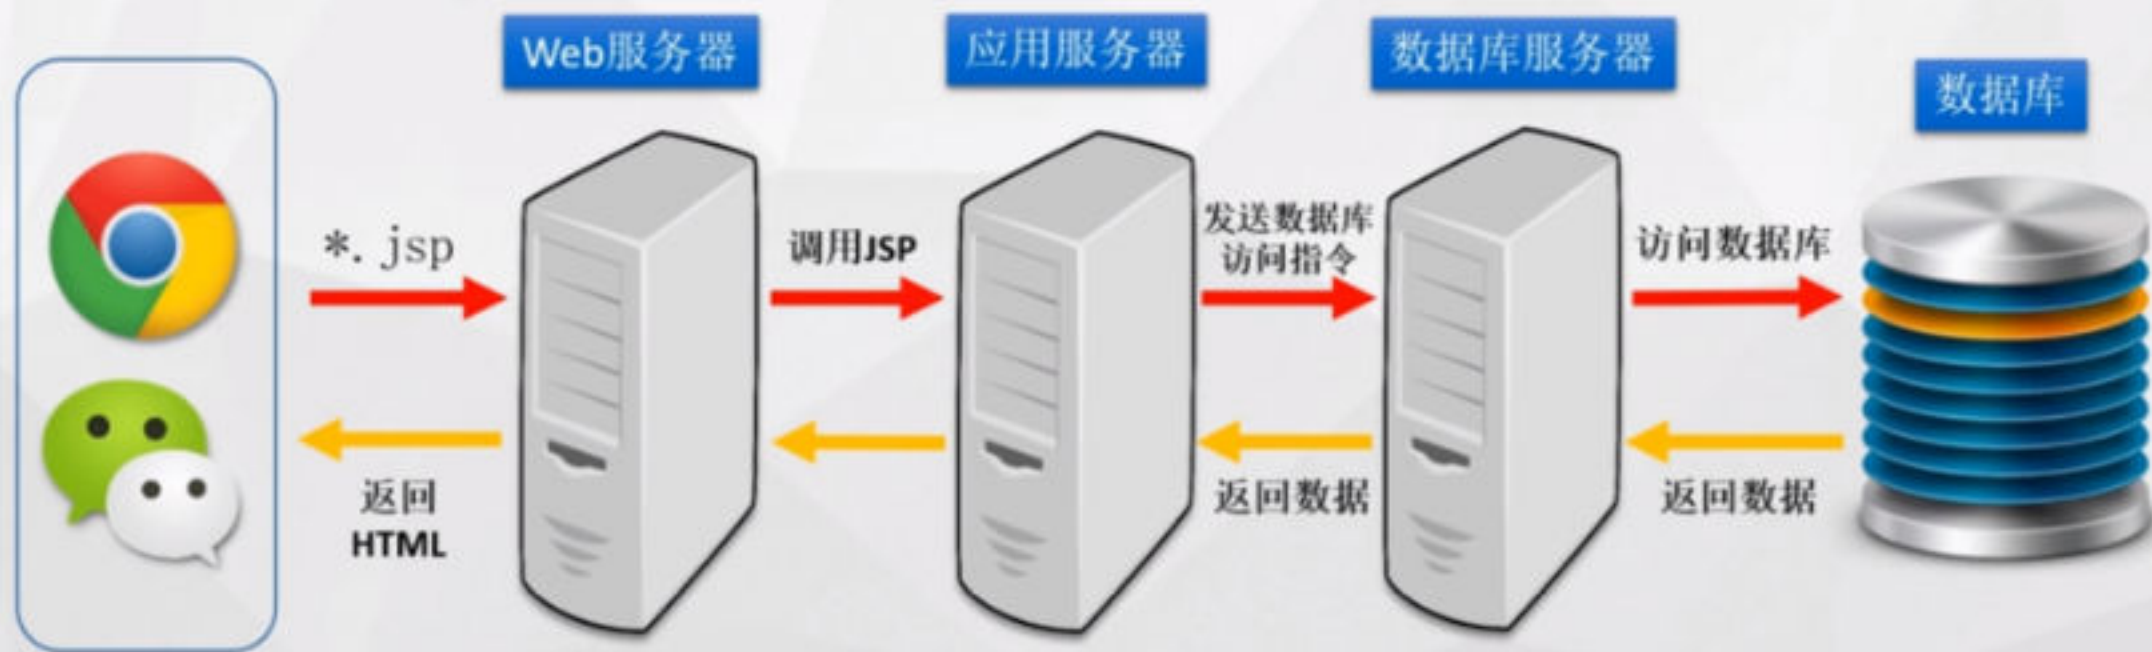 Web服务器
应用服务器
数据库服务器
数据库
*. jsp
调用JSP
发送数据库
访问指令
访问数据库
返回
HTML
返回数据
返回数据